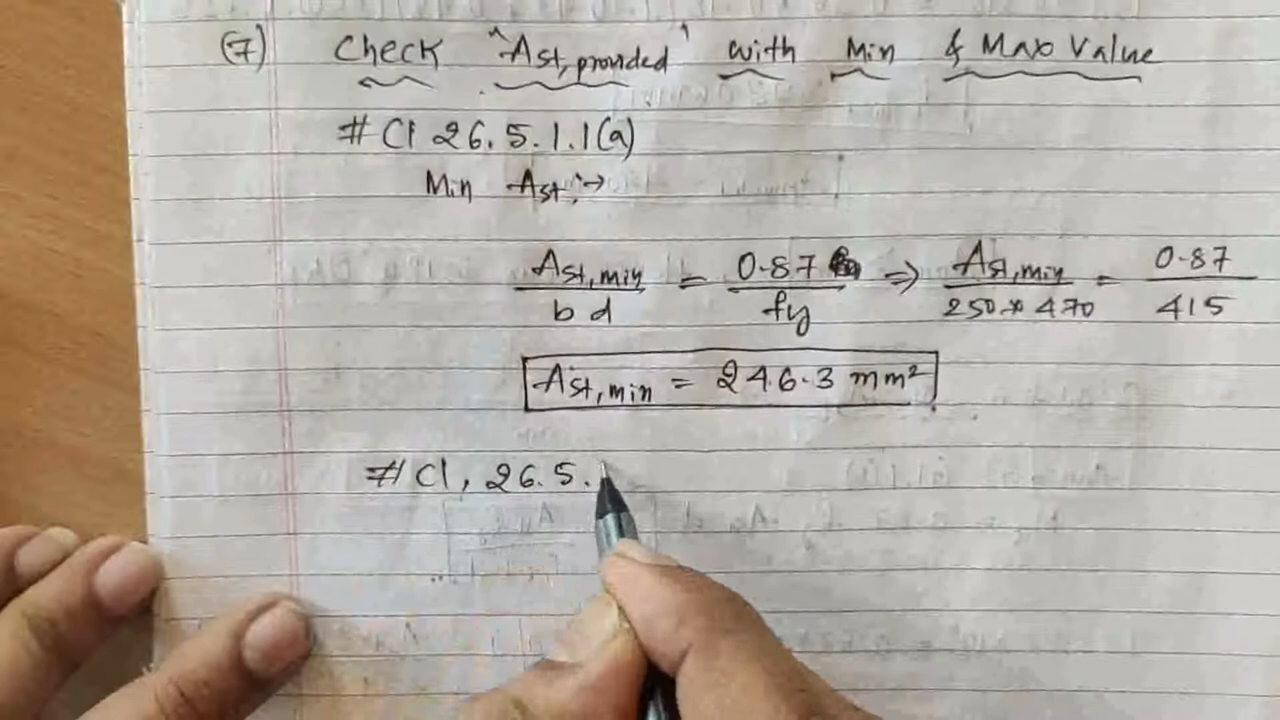 (7) Check "Ast,provided" with Min & Max Value
# Cl 26.5.1.1(a)
Min Ast :→
Ast,min / bd = 0.87 / fy ⇒ Ast,min / 250 × 470 = 0.87 / 415
Ast,min = 246.3 mm²
# Cl, 26.5.